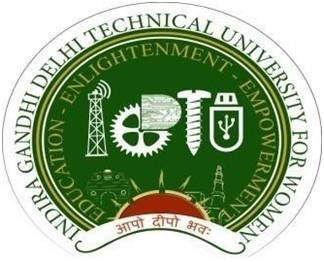 INDIRA GANDHI DELHI TECHNICAL UNIVERSITY FOR WOMEN
EDUCATION - ENLIGHTENMENT - EMPOWERMENT
IGDTU
आपो दीपो भवः